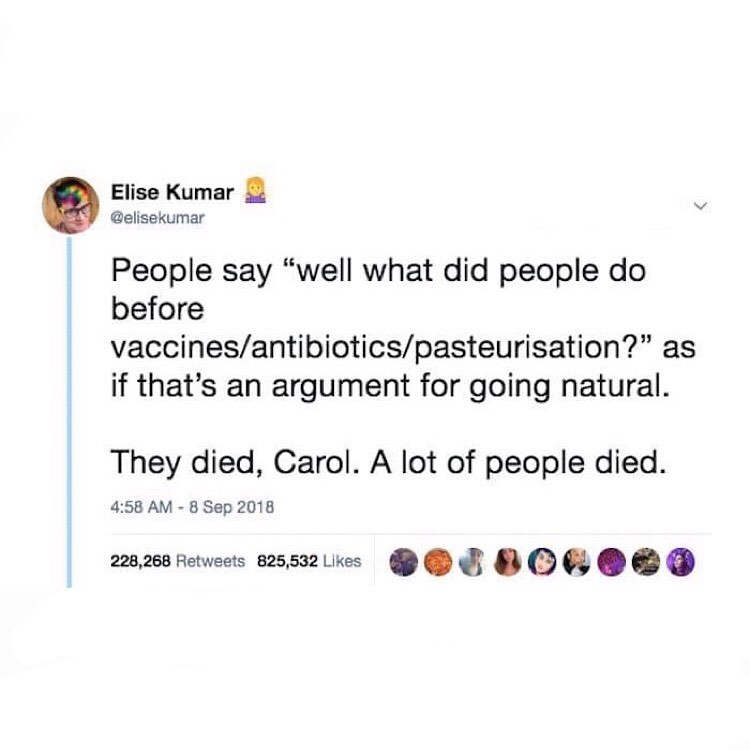 Elise Kumar 🤷‍♀️
@elisekumar
People say “well what did people do
before
vaccines/antibiotics/pasteurisation?” as
if that’s an argument for going natural.
They died, Carol. A lot of people died.
4:58 AM - 8 Sep 2018
228,268 Retweets 825,532 Likes